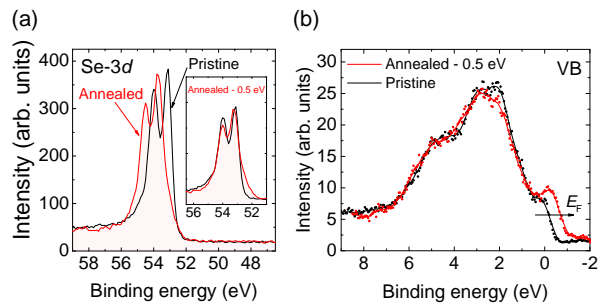 (a)
400
300
200
100
0
Intensity (arb. units)
Se-3d
Pristine
Annealed
Annealed - 0.5 eV
56 54 52
58 56 54 52 50 48
Binding energy (eV)
(b)
35
30
25
20
15
10
5
0
Intensity (arb. units)
Annealed - 0.5 eV
Pristine
VB
E_F
8 6 4 2 0 -2
Binding energy (eV)